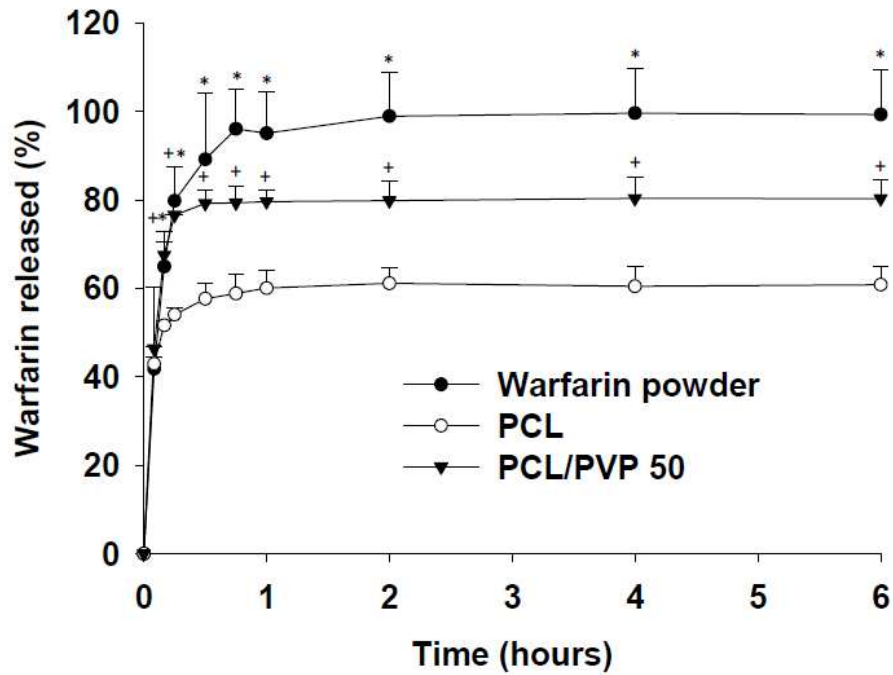 120
100
80
60
40
20
0
Warfarin released (%)
* * * * * *
+*
+ + + + + +
+*
Warfarin powder
PCL
PCL/PVP 50
0 1 2 3 4 5 6
Time (hours)